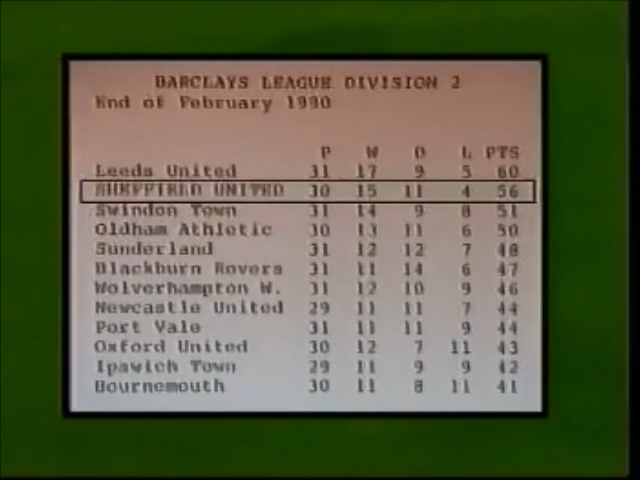 BARCLAYS LEAGUE DIVISION 2
End of February 1990
P W D L PTS
Leeds United 31 17 9 5 60
SHEFFIELD UNITED 30 15 11 4 56
Swindon Town 31 14 9 8 51
Oldham Athletic 30 13 11 6 50
Sunderland 31 12 12 7 48
Blackburn Rovers 31 11 14 6 47
Wolverhampton W. 31 12 10 9 46
Newcastle United 29 11 11 7 44
Port Vale 31 11 11 9 44
Oxford United 30 12 7 11 43
Ipswich Town 29 11 9 9 42
Bournemouth 30 11 8 11 41